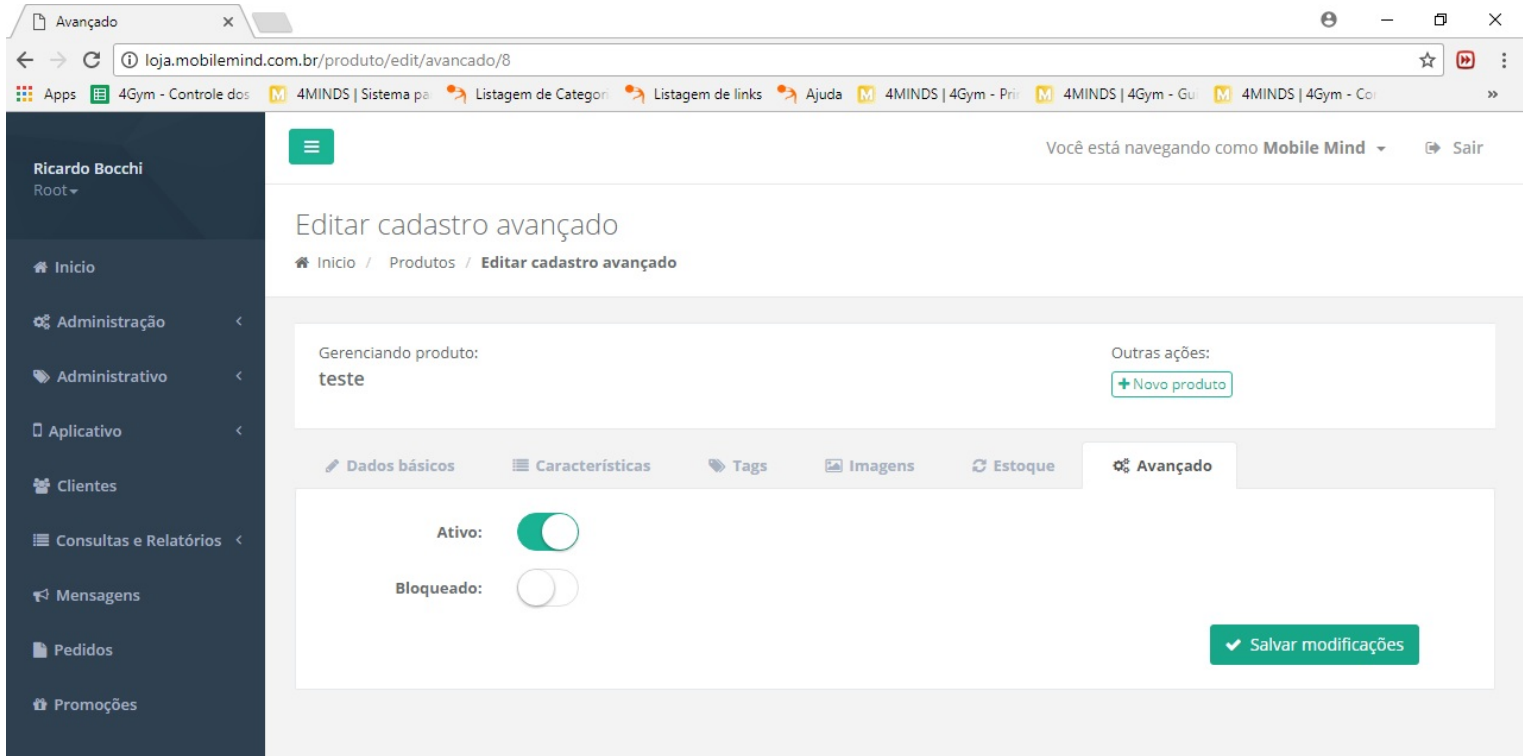 Avançado
loja.mobilemind.com.br/produto/edit/avancado/8
Apps 4Gym - Controle dos 4MINDS | Sistema pa Listagem de Categori Listagem de links Ajuda 4MINDS | 4Gym - Pri 4MINDS | 4Gym - Gu 4MINDS | 4Gym - Con »
Ricardo Bocchi
Root
Você está navegando como Mobile Mind Sair
Editar cadastro avançado
Inicio / Produtos / Editar cadastro avançado
Inicio
Administração
Administrativo
Aplicativo
Clientes
Consultas e Relatórios
Mensagens
Pedidos
Promoções
Gerenciando produto:
teste
Outras ações:
+ Novo produto
Dados básicos Características Tags Imagens Estoque Avançado
Ativo:
Bloqueado:
Salvar modificações